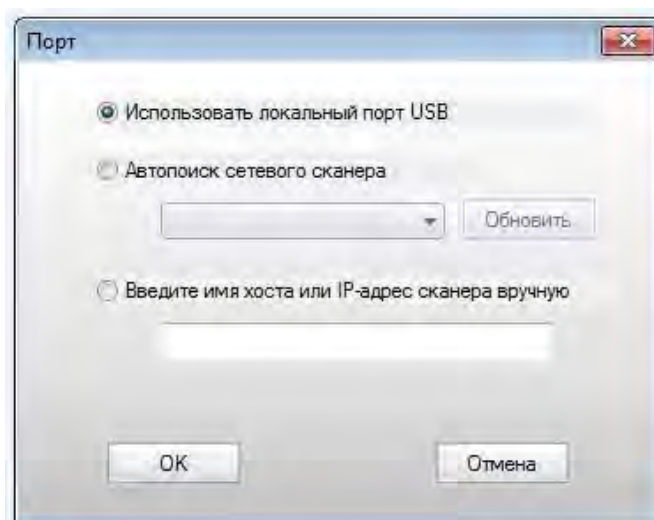 Порт
Использовать локальный порт USB
Автопоиск сетевого сканера
Обновить
Введите имя хоста или IP-адрес сканера вручную
OK
Отмена